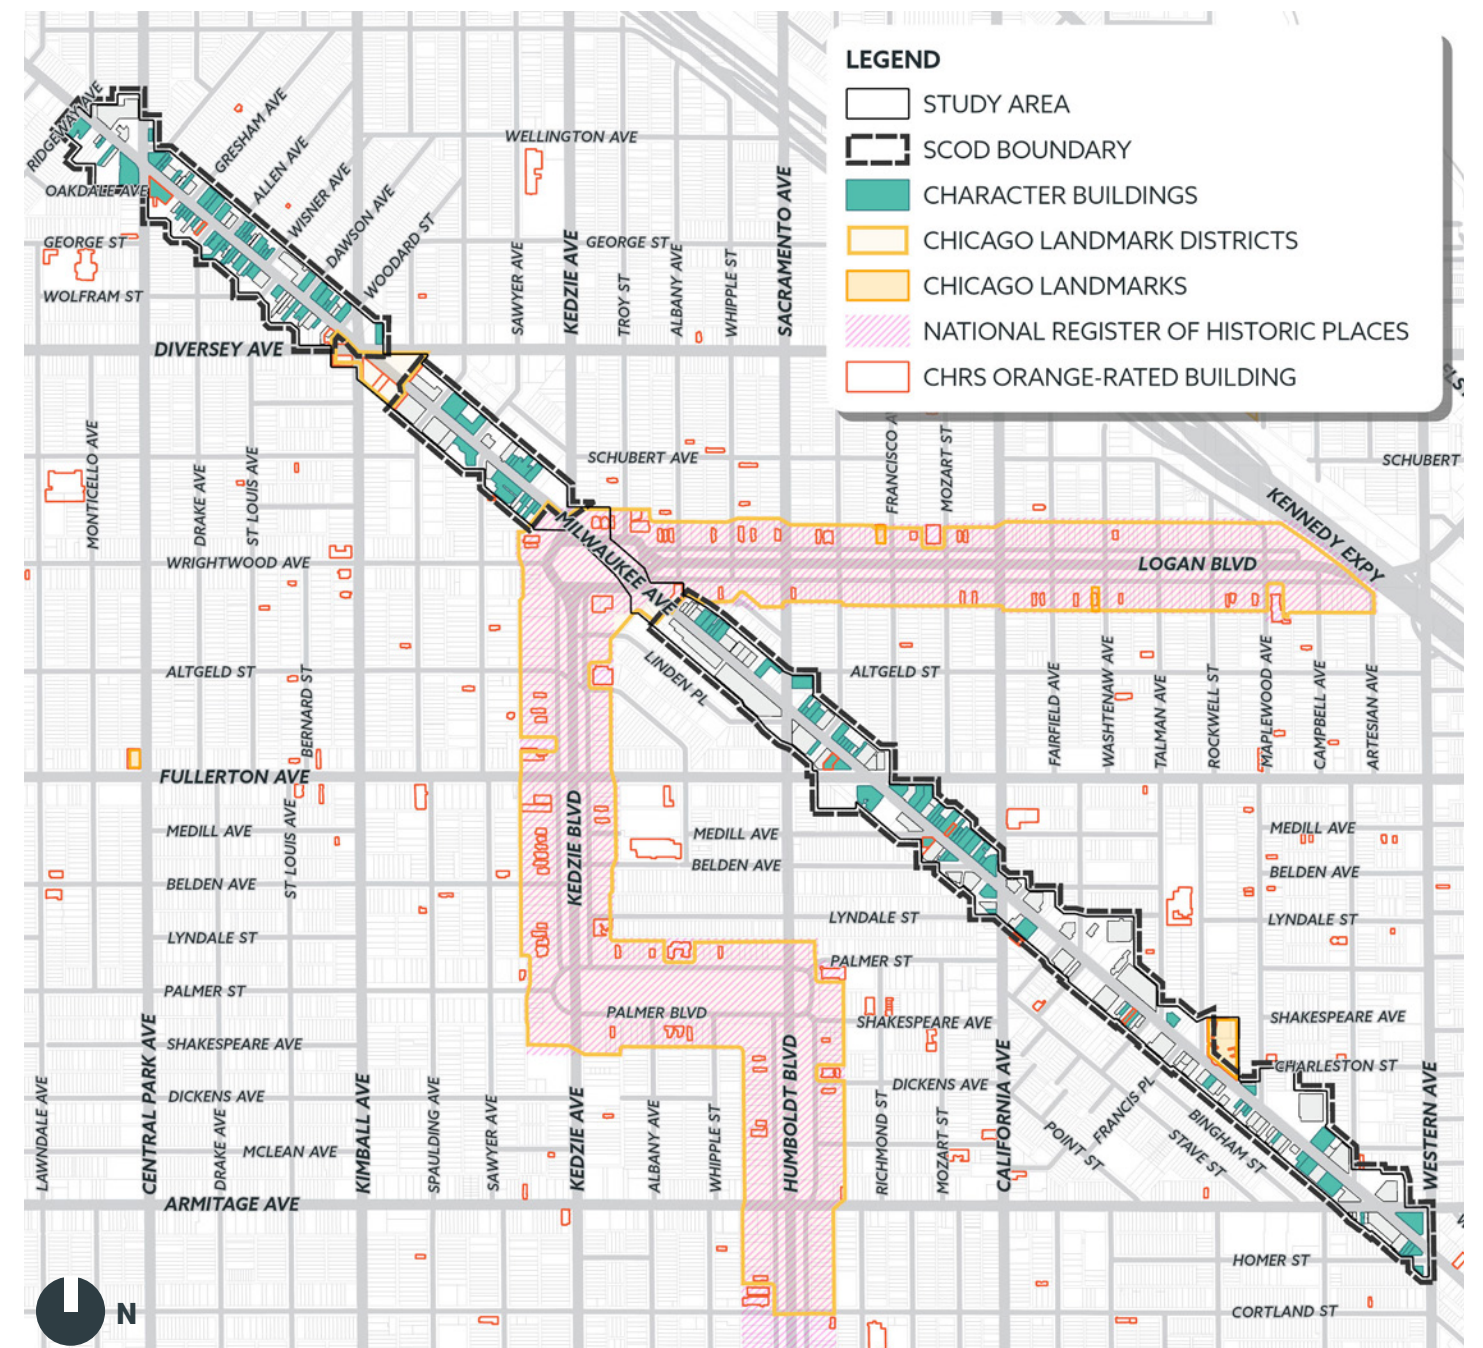 LEGEND
STUDY AREA
SCOD BOUNDARY
CHARACTER BUILDINGS
CHICAGO LANDMARK DISTRICTS
CHICAGO LANDMARKS
NATIONAL REGISTER OF HISTORIC PLACES
CHRS ORANGE-RATED BUILDING
RIDGEWAY AVE
GRESHAM AVE
ALLEN AVE
WISNER AVE
DAWSON AVE
WOODARD ST
OAKDALE AVE
GEORGE ST
WOLFRAM ST
DIVERSEY AVE
WELLINGTON AVE
SAWYER AVE
KEDZIE AVE
GEORGE ST
TROY ST
ALBANY AVE
WHIPPLE ST
SACRAMENTO AVE
MONTICELLO AVE
DRAKE AVE
ST LOUIS AVE
SCHUBERT AVE
FRANCISCO A
MOZART ST
SCHUBERT
KENNEDY EXPY
MILWAUKEE AVE
LOGAN BLVD
WRIGHTWOOD AVE
ALTGELD ST
BERNARD ST
LINDEN PL
ALTGELD ST
FAIRFIELD AVE
WASHTENAW AVE
TALMAN AVE
ROCKWELL ST
MAPLEWOOD AVE
CAMPBELL AVE
ARTESIAN AVE
FULLERTON AVE
MEDILL AVE
ST LOUIS AVE
KEDZIE BLVD
MEDILL AVE
MEDILL AVE
BELDEN AVE
BELDEN AVE
BELDEN AVE
LYNDALE ST
LYNDALE ST
LYNDALE ST
PALMER ST
PALMER ST
PALMER BLVD
SHAKESPEARE AVE
SHAKESPEARE AVE
SHAKESPEARE AVE
CHARLESTON ST
DICKENS AVE
DICKENS AVE
LAWNDALE AVE
CENTRAL PARK AVE
DRAKE AVE
MCLEAN AVE
KIMBALL AVE
SPAULDING AVE
SAWYER AVE
KEDZIE AVE
ALBANY AVE
WHIPPLE ST
HUMBOLDT BLVD
RICHMOND ST
MOZART ST
CALIFORNIA AVE
POINT ST
FRANCIS PL
STAVE ST
BINGHAM ST
WESTERN AVE
ARMITAGE AVE
HOMER ST
CORTLAND ST
N